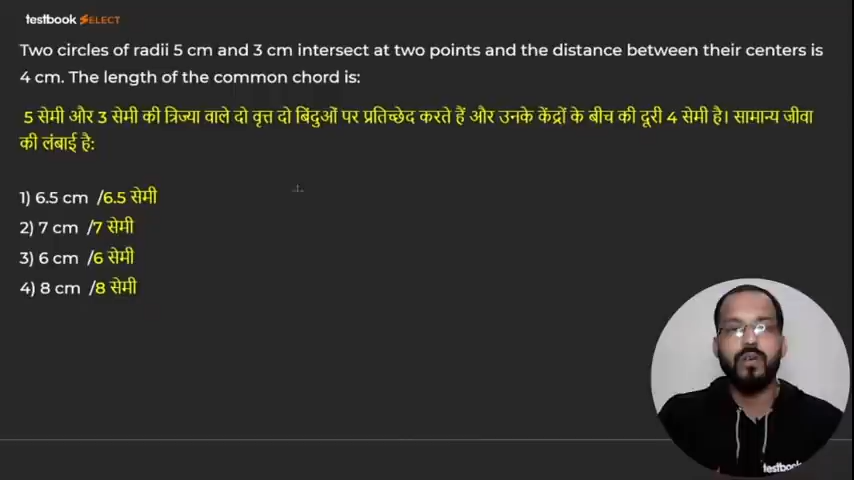 testbook SELECT
Two circles of radii 5 cm and 3 cm intersect at two points and the distance between their centers is
4 cm. The length of the common chord is:
5 सेमी और 3 सेमी की त्रिज्या वाले दो वृत्त दो बिंदुओं पर प्रतिच्छेद करते हैं और उनके केंद्रों के बीच की दूरी 4 सेमी है। सामान्य जीवा
की लंबाई है:
1) 6.5 cm /6.5 सेमी
2) 7 cm /7 सेमी
3) 6 cm /6 सेमी
4) 8 cm /8 सेमी
testbook